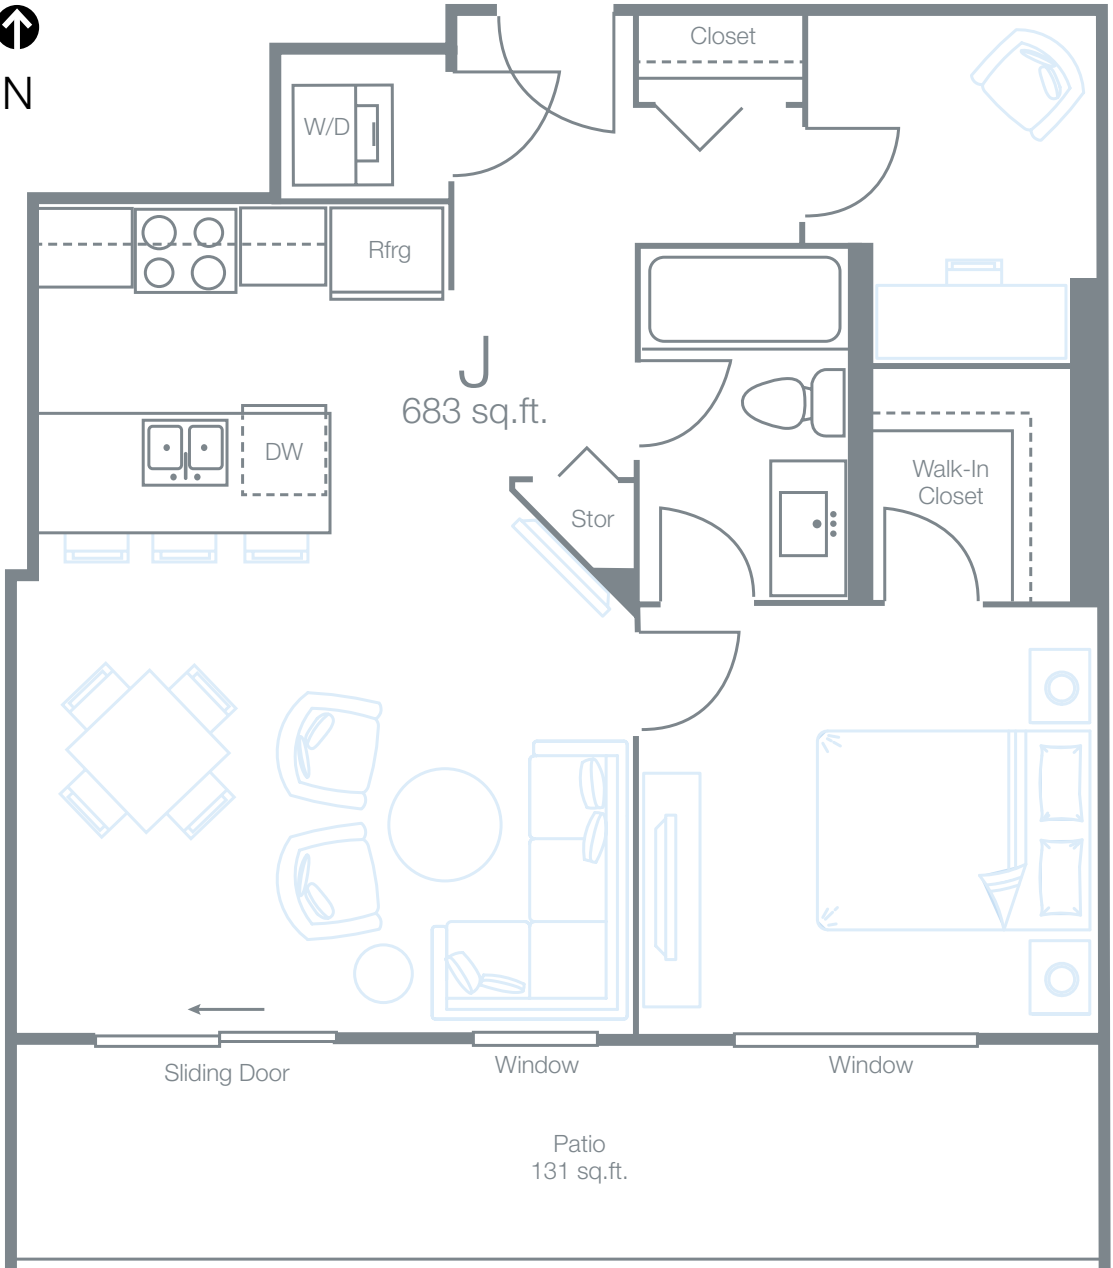 N
Closet
W/D
Rfrg
J
683 sq.ft.
DW
Walk-In
Closet
Stor
Sliding Door
Window
Window
Patio
131 sq.ft.